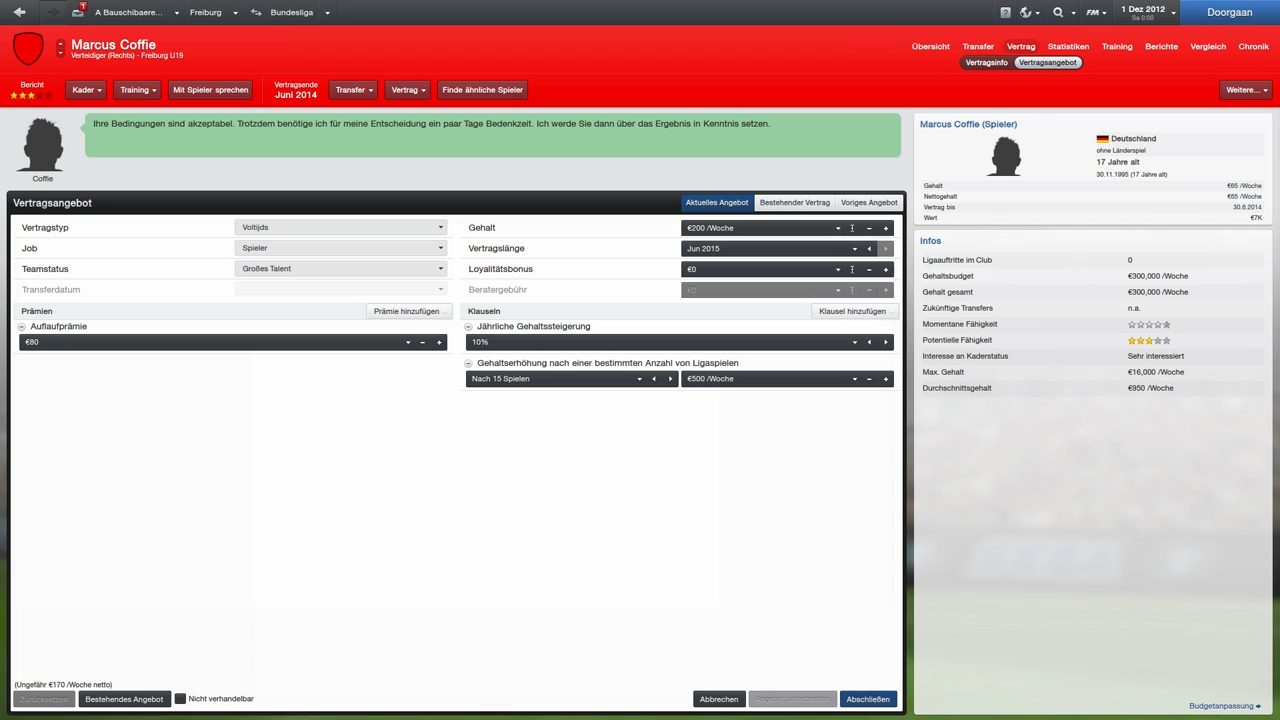 1
A Bauschibaere...
Freiburg
Bundesliga
FM
1 Dez 2012
Sa 0:00
Doorgaan
Marcus Coffie
Verteidiger (Rechts) - Freiburg U19
Übersicht
Transfer
Vertrag
Statistiken
Training
Berichte
Vergleich
Chronik
Vertragsinfo
Vertragsangebot
Bericht
Kader
Training
Mit Spieler sprechen
Vertragsende
Juni 2014
Transfer
Vertrag
Finde ähnliche Spieler
Weitere...
Ihre Bedingungen sind akzeptabel. Trotzdem benötige ich für meine Entscheidung ein paar Tage Bedenkzeit. Ich werde Sie dann über das Ergebnis in Kenntnis setzen.
Coffie
Vertragsangebot
Aktuelles Angebot
Bestehender Vertrag
Voriges Angebot
Vertragstyp
Voltijds
Job
Spieler
Teamstatus
Großes Talent
Transferdatum
Gehalt
€200 /Woche
Vertragslänge
Jun 2015
Loyalitätsbonus
€0
Beratergebühr
€0
Prämien
Prämie hinzufügen
Auflaufprämie
€80
Klauseln
Klausel hinzufügen
Jährliche Gehaltssteigerung
10%
Gehaltserhöhung nach einer bestimmten Anzahl von Ligaspielen
Nach 15 Spielen
€500 /Woche
(Ungefähr €170 /Woche netto)
Zurücksetzen
Bestehendes Angebot
Nicht verhandelbar
Abbrechen
Abschließen
Marcus Coffie (Spieler)
Deutschland
ohne Länderspiel
17 Jahre alt
30.11.1995 (17 Jahre alt)
Gehalt
€65 /Woche
Nettogehalt
€65 /Woche
Vertrag bis
30.6.2014
Wert
€7K
Infos
Ligaauftritte im Club
0
Gehaltsbudget
€300,000 /Woche
Gehalt gesamt
€300,000 /Woche
Zukünftige Transfers
n.a.
Momentane Fähigkeit
Potentielle Fähigkeit
Interesse an Kaderstatus
Sehr interessiert
Max. Gehalt
€16,000 /Woche
Durchschnittsgehalt
€950 /Woche
Budgetanpassung